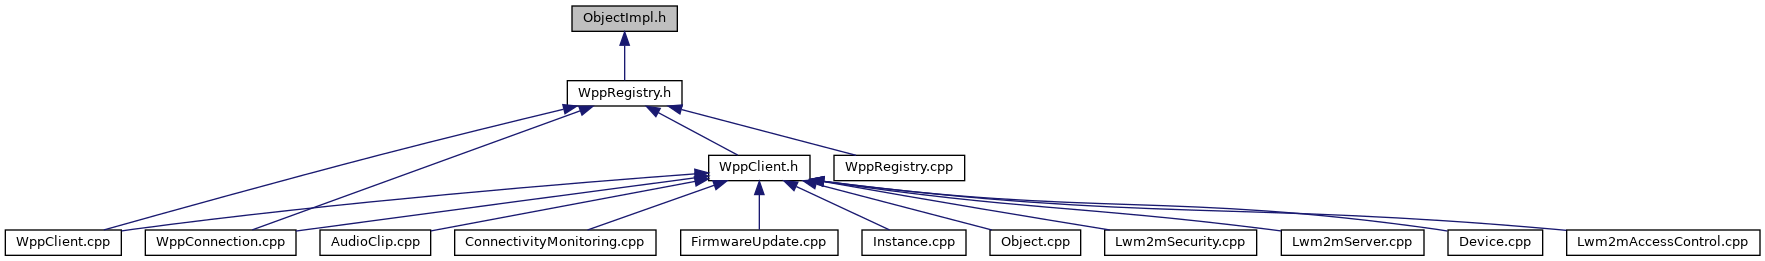 ObjectImpl.h
WppRegistry.h
WppClient.h
WppRegistry.cpp
WppClient.cpp
WppConnection.cpp
AudioClip.cpp
ConnectivityMonitoring.cpp
FirmwareUpdate.cpp
Instance.cpp
Object.cpp
Lwm2mSecurity.cpp
Lwm2mServer.cpp
Device.cpp
Lwm2mAccessControl.cpp